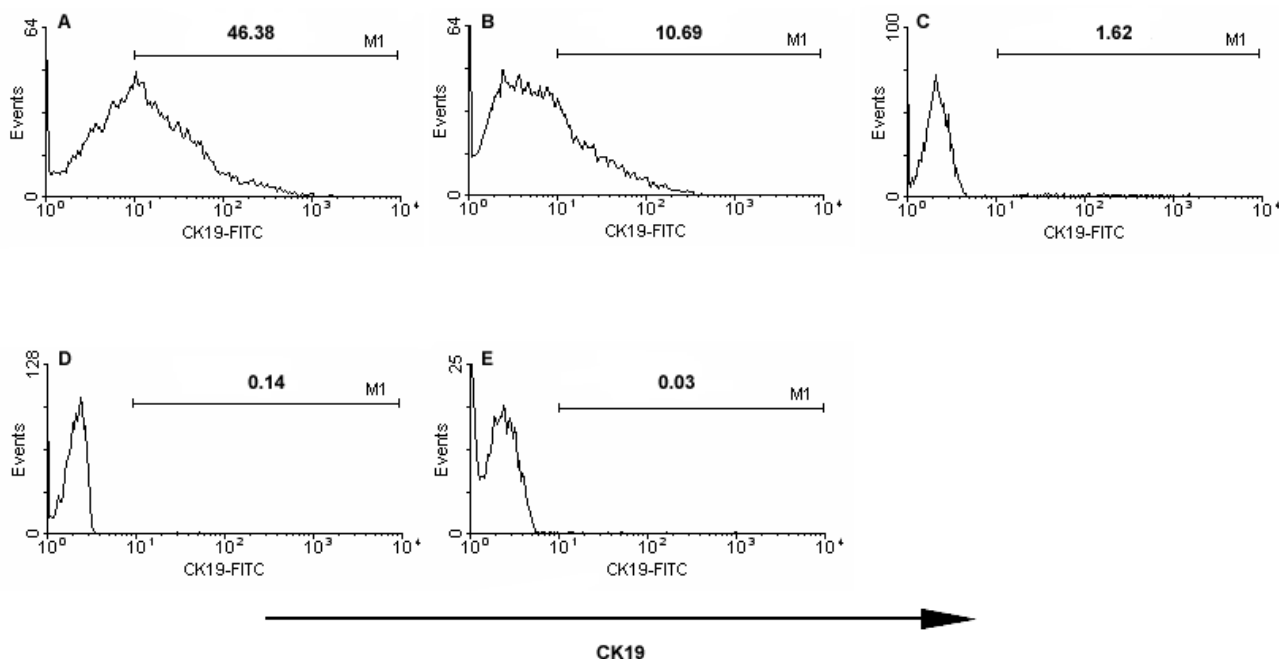 A
64
46.38
M1
Events
0
10⁰ 10¹ 10² 10³ 10⁴
CK19-FITC
B
64
10.69
M1
Events
0
10⁰ 10¹ 10² 10³ 10⁴
CK19-FITC
C
100
1.62
M1
Events
0
10⁰ 10¹ 10² 10³ 10⁴
CK19-FITC
D
128
0.14
M1
Events
0
10⁰ 10¹ 10² 10³ 10⁴
CK19-FITC
E
25
0.03
M1
Events
0
10⁰ 10¹ 10² 10³ 10⁴
CK19-FITC
CK19